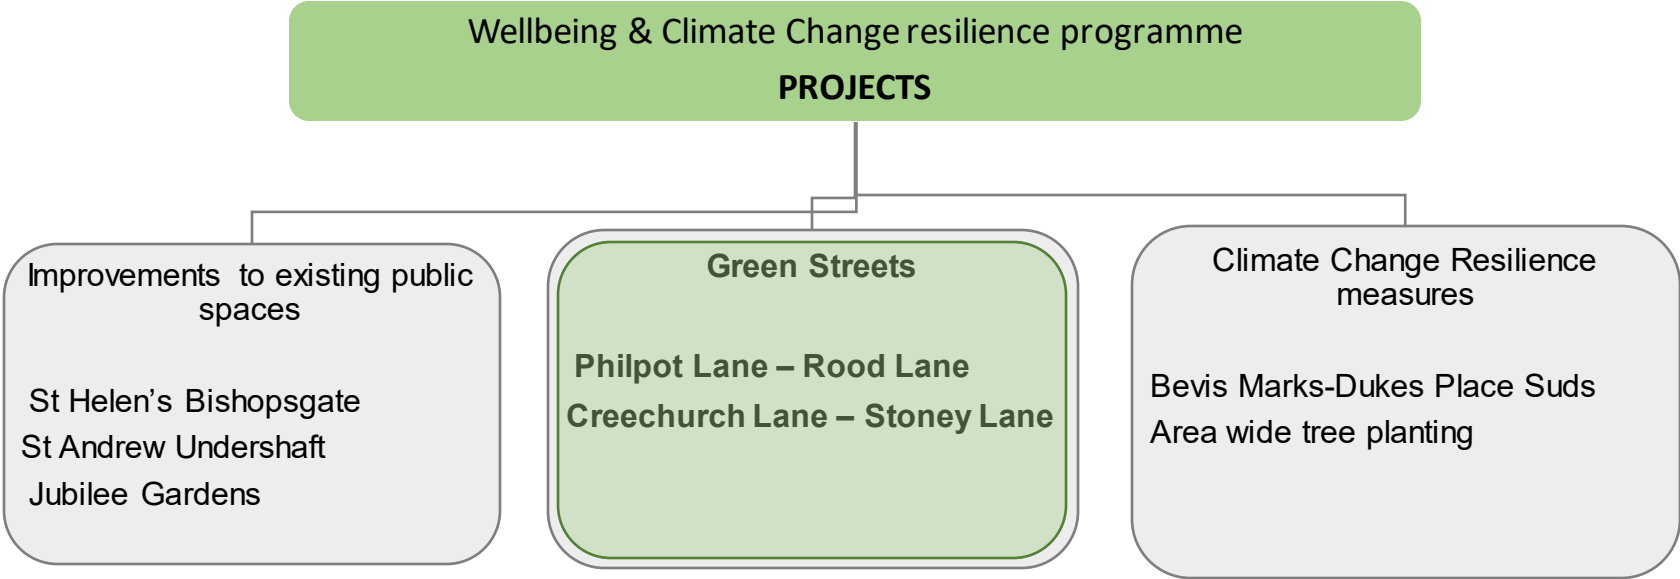 Wellbeing & Climate Change resilience programme
PROJECTS
Improvements to existing public
spaces
St Helen’s Bishopsgate
St Andrew Undershaft
Jubilee Gardens
Green Streets
Philpot Lane – Rood Lane
Creechurch Lane – Stoney Lane
Climate Change Resilience
measures
Bevis Marks-Dukes Place Suds
Area wide tree planting